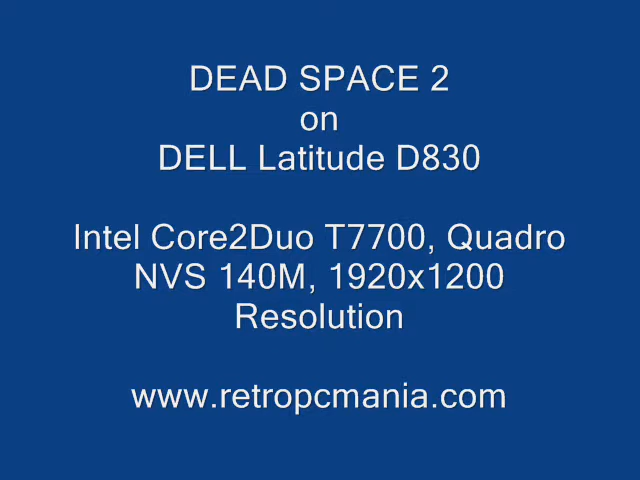 DEAD SPACE 2
on
DELL Latitude D830
Intel Core2Duo T7700, Quadro
NVS 140M, 1920x1200
Resolution
www.retropcmania.com